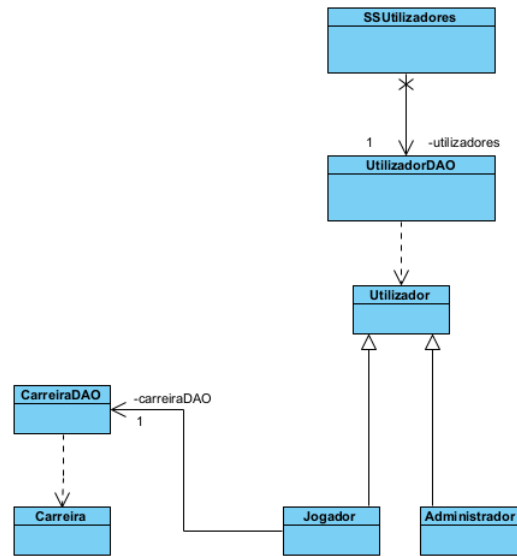 SSUtilizadores
1
-utilizadores
UtilizadorDAO
Utilizador
CarreiraDAO
-carreiraDAO
1
Carreira
Jogador
Administrador